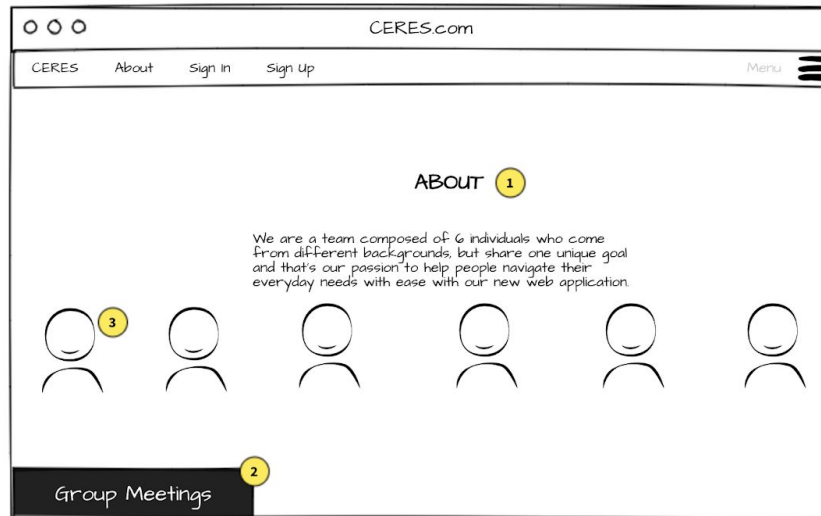 CERES.com
CERES About Sign In Sign Up Menu
ABOUT 1
We are a team composed of 6 individuals who come
from different backgrounds, but share one unique goal
and that's our passion to help people navigate their
everyday needs with ease with our new web application.
3
2
Group Meetings